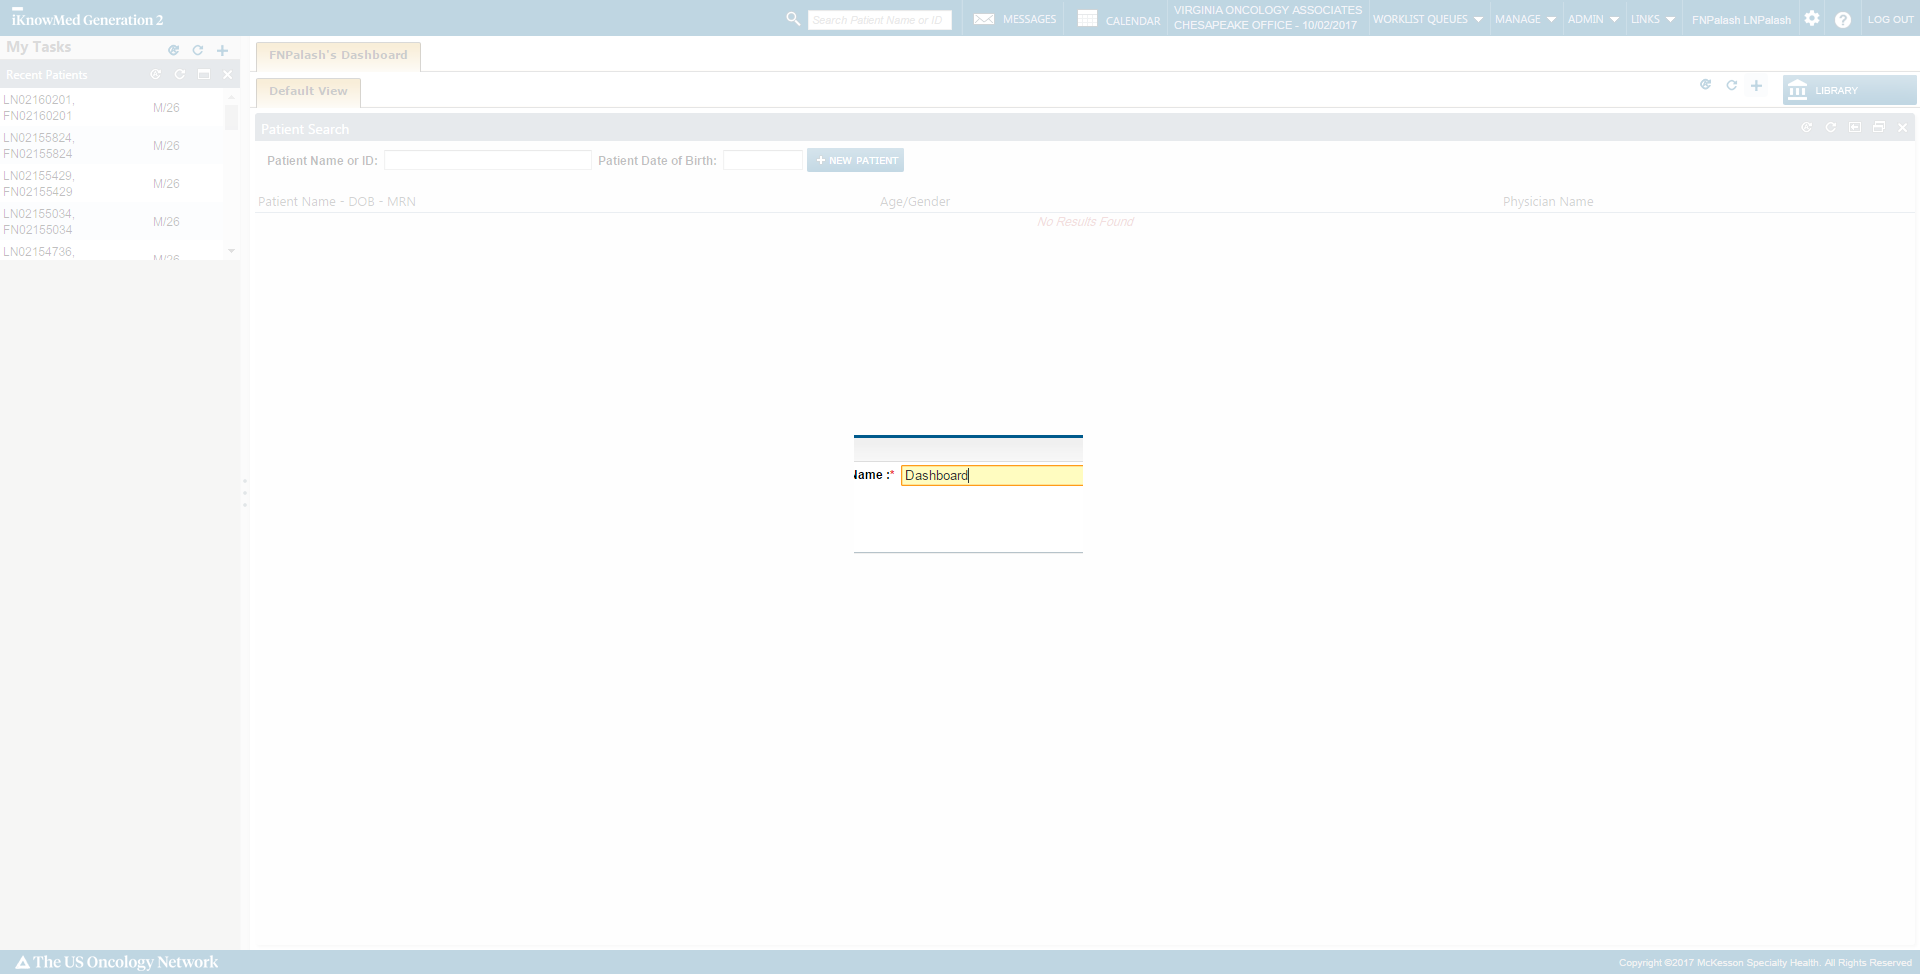 iKnowMed Generation 2
Search Patient Name or ID
MESSAGES
CALENDAR
VIRGINIA ONCOLOGY ASSOCIATES
CHESAPEAKE OFFICE - 10/02/2017
WORKLIST QUEUES
MANAGE
ADMIN
LINKS
FNPalash LNPalash
LOG OUT
My Tasks
Recent Patients
LN02160201,
FN02160201
M/26
LN02155824,
FN02155824
M/26
LN02155429,
FN02155429
M/26
LN02155034,
FN02155034
M/26
LN02154736,
M/26
FNPalash's Dashboard
Default View
LIBRARY
Patient Search
Patient Name or ID:
Patient Date of Birth:
+ NEW PATIENT
Patient Name - DOB - MRN
Age/Gender
Physician Name
No Results Found
Name :*
Dashboard
The US Oncology Network
Copyright ©2017 McKesson Specialty Health. All Rights Reserved